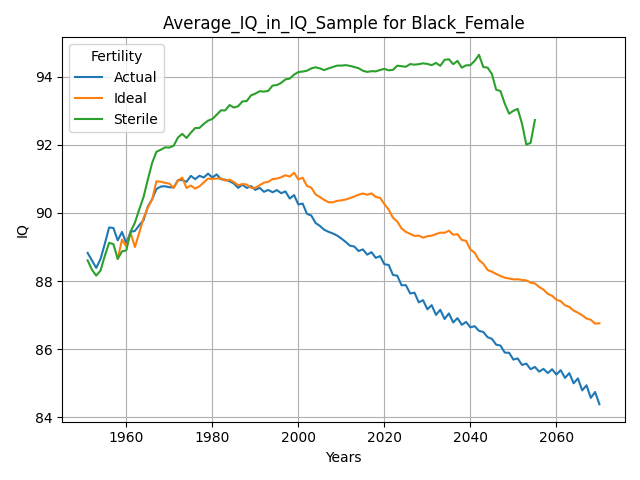 Average_IQ_in_IQ_Sample for Black_Female
Fertility
Actual
Ideal
Sterile
IQ
94
92
90
88
86
84
1960 1980 2000 2020 2040 2060
Years